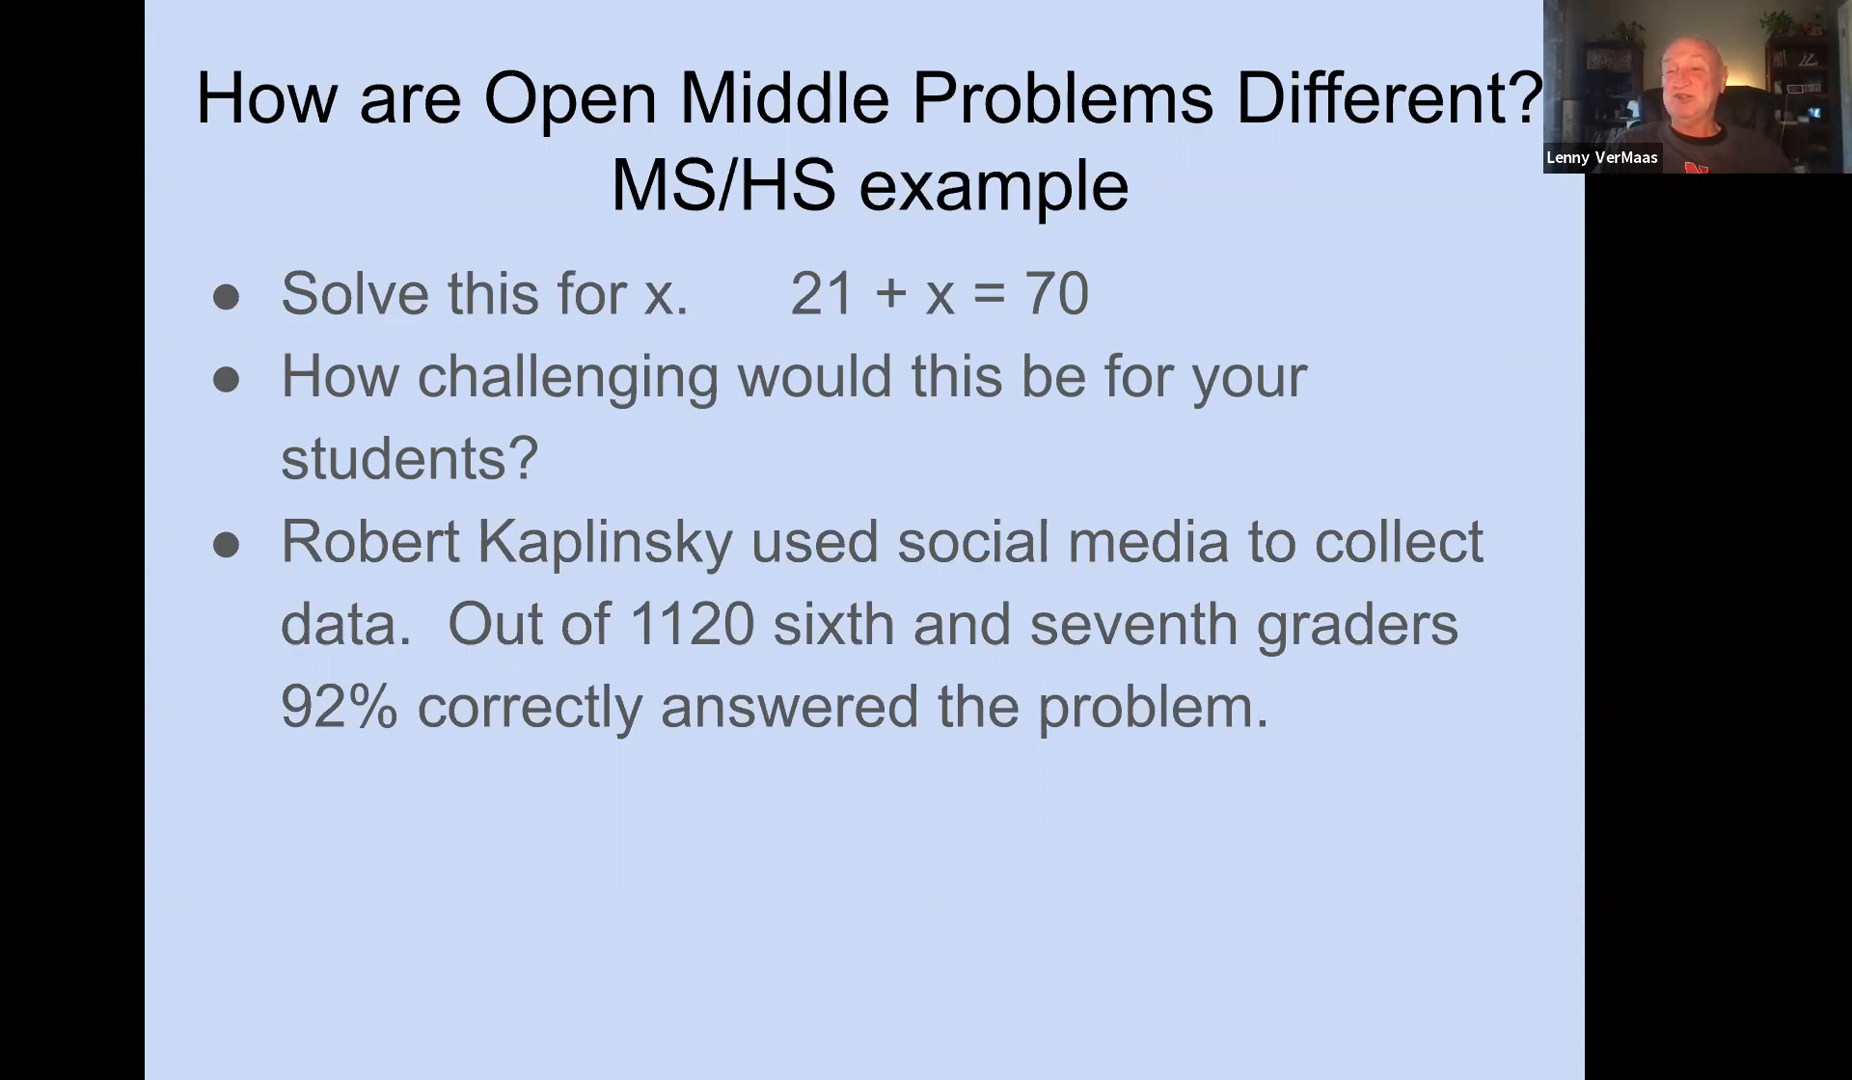 How are Open Middle Problems Different?
MS/HS example
Lenny VerMaas
● Solve this for x. 21 + x = 70
● How challenging would this be for your
students?
● Robert Kaplinsky used social media to collect
data. Out of 1120 sixth and seventh graders
92% correctly answered the problem.